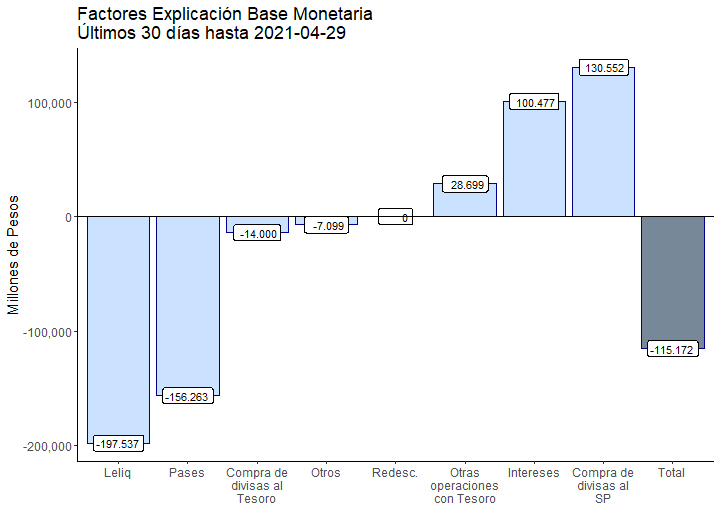 Factores Explicación Base Monetaria
Últimos 30 días hasta 2021-04-29
Millones de Pesos
100,000
0
-100,000
-200,000
-197.537
-156.263
-14.000
-7.099
0
28.699
100.477
130.552
-115.172
Leliq
Pases
Compra de
divisas al
Tesoro
Otros
Redesc.
Otras
operaciones
con Tesoro
Intereses
Compra de
divisas al
SP
Total